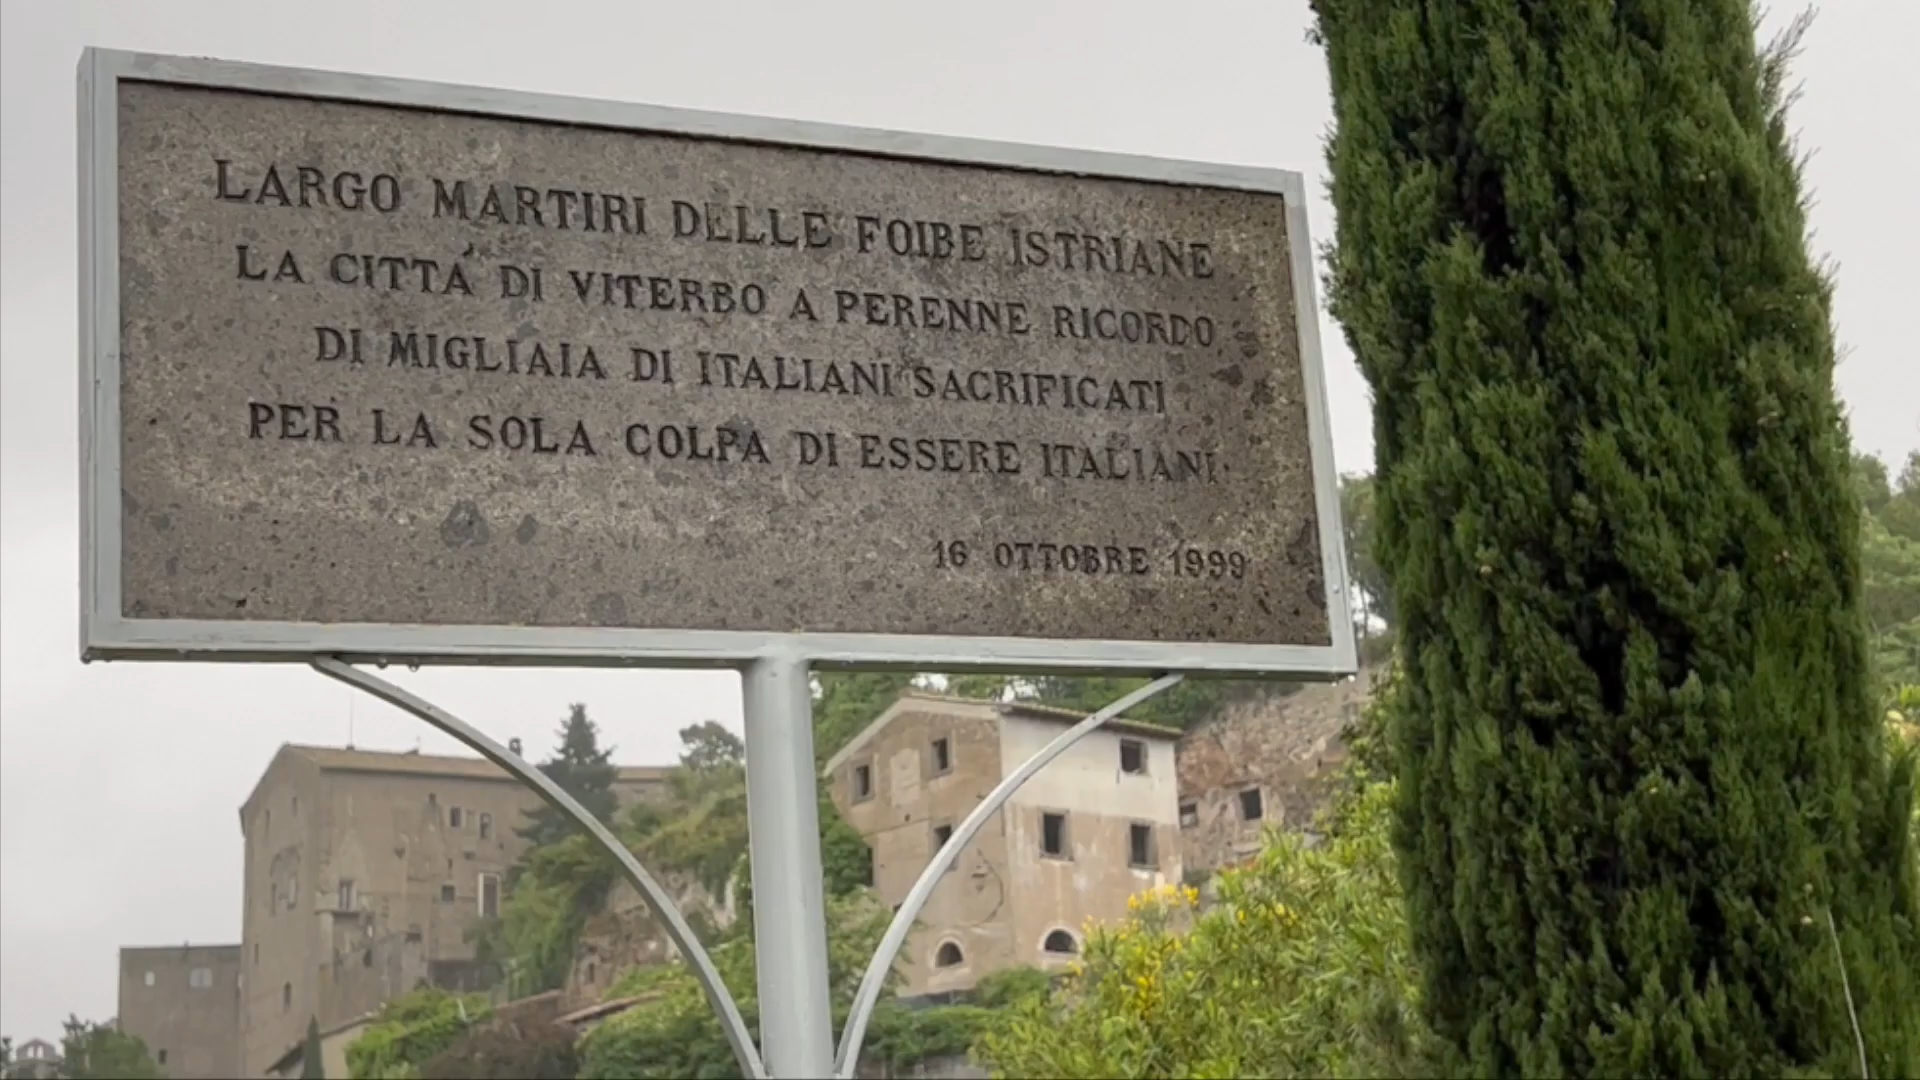 LARGO MARTIRI DELLE FOIBE ISTRIANE
LA CITTÁ DI VITERBO A PERENNE RICORDO
DI MIGLIAIA DI ITALIANI SACRIFICATI
PER LA SOLA COLPA DI ESSERE ITALIANI
16 OTTOBRE 1999